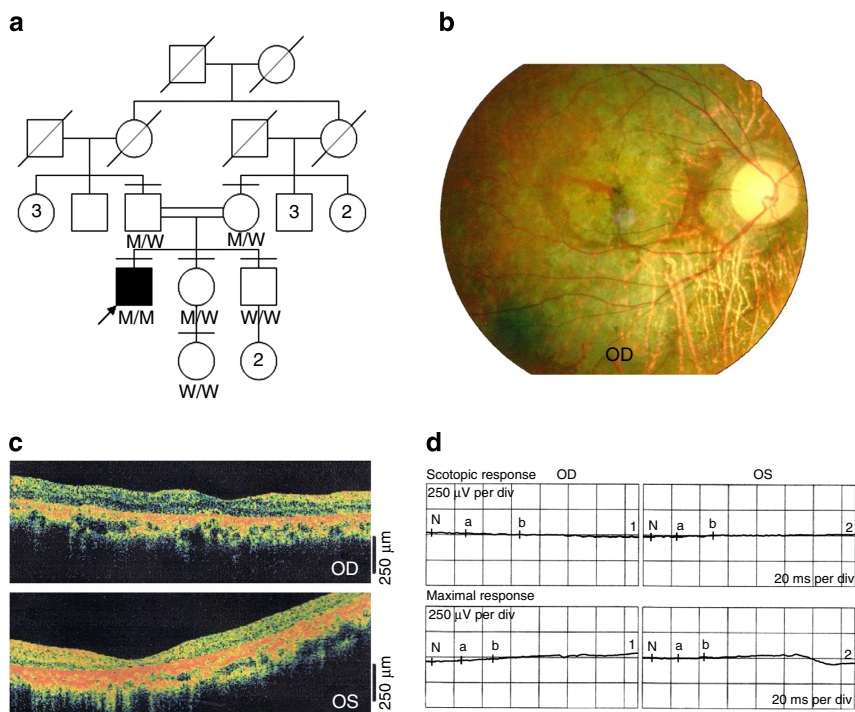 a
3
3
2
M/W
M/W
M/M
M/W
W/W
2
W/W
b
OD
c
OD
250 µm
OS
250 µm
d
Scotopic response
OD
OS
250 µV per div
N
a
b
1
N
a
b
2
20 ms per div
Maximal response
250 µV per div
N
a
b
1
N
a
b
2
20 ms per div